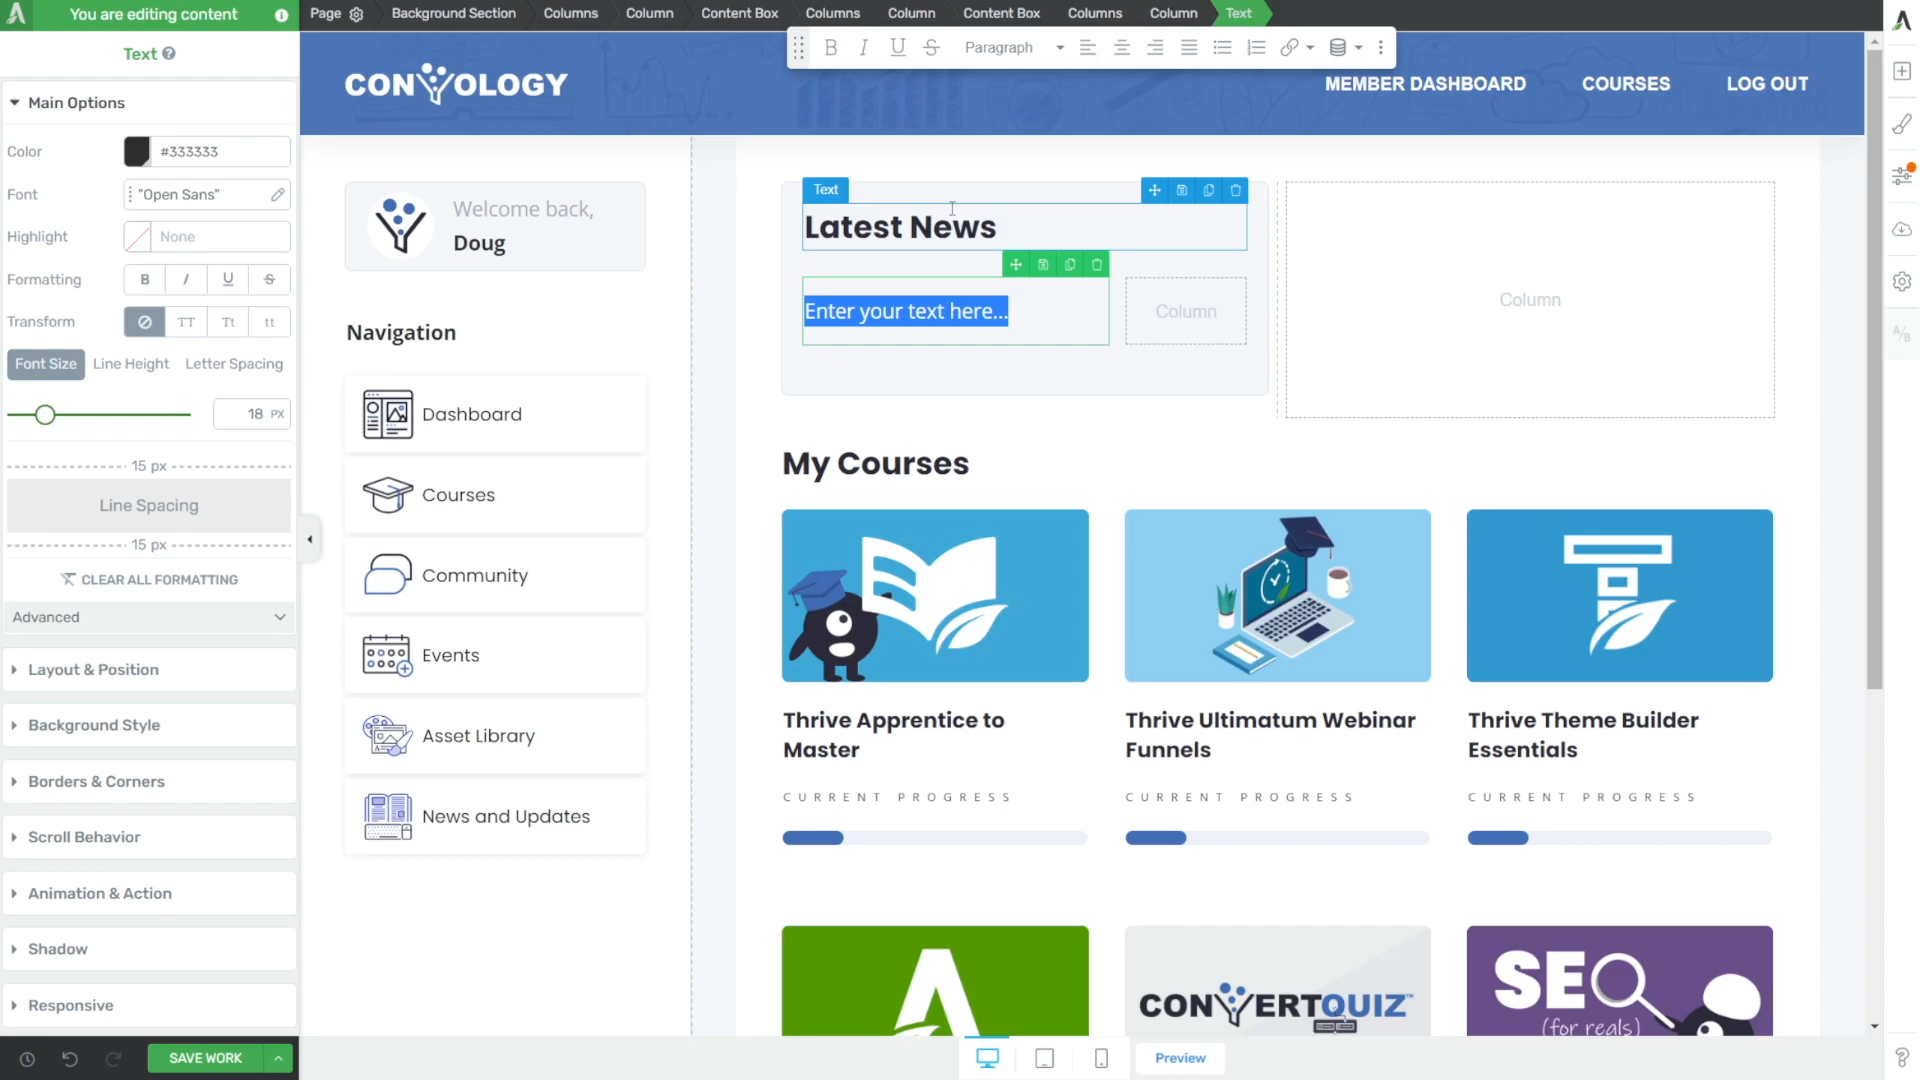 You are editing content
Page
Background Section
Columns
Column
Content Box
Columns
Column
Content Box
Columns
Column
Text
Text
Paragraph
CONVOLOGY
MEMBER DASHBOARD
COURSES
LOG OUT
Main Options
Color
#333333
Font
"Open Sans"
Highlight
None
Formatting
B
I
U
S
Transform
TT
Tt
tt
Font Size
Line Height
Letter Spacing
18 PX
15 px
Line Spacing
15 px
CLEAR ALL FORMATTING
Advanced
Layout & Position
Background Style
Borders & Corners
Scroll Behavior
Animation & Action
Shadow
Responsive
SAVE WORK
Welcome back,
Doug
Navigation
Dashboard
Courses
Community
Events
Asset Library
News and Updates
Text
Latest News
Enter your text here...
Column
Column
My Courses
Thrive Apprentice to
Master
CURRENT PROGRESS
Thrive Ultimatum Webinar
Funnels
CURRENT PROGRESS
Thrive Theme Builder
Essentials
CURRENT PROGRESS
CONVERTQUIZ™
SEO
(for reals)
Preview
A/B